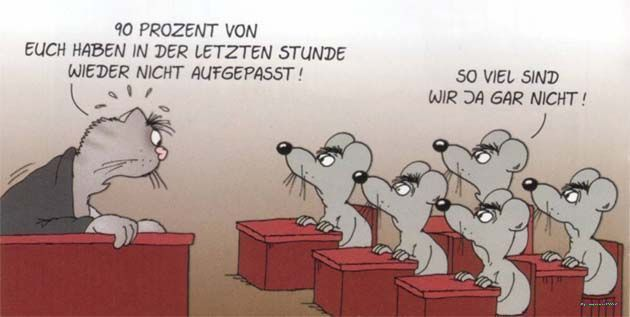 90 PROZENT VON
EUCH HABEN IN DER LETZTEN STUNDE
WIEDER NICHT AUFGEPASST!
SO VIEL SIND
WIR JA GAR NICHT!